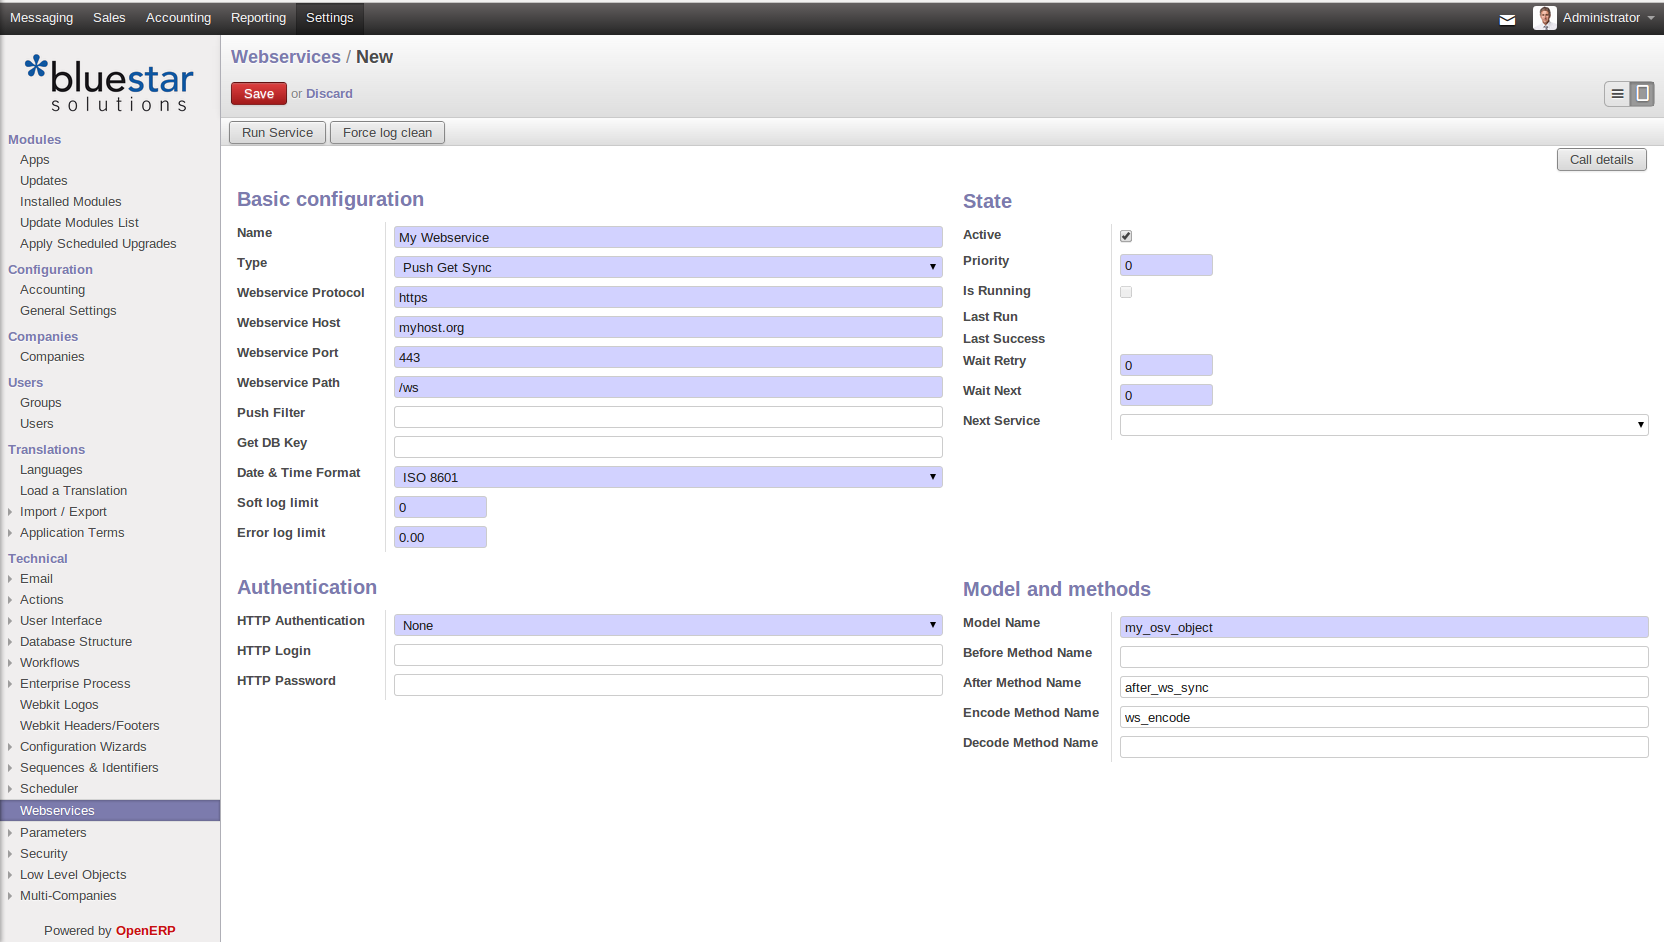 Messaging Sales Accounting Reporting Settings Administrator
bluestar
solutions
Modules
Apps
Updates
Installed Modules
Update Modules List
Apply Scheduled Upgrades
Configuration
Accounting
General Settings
Companies
Companies
Users
Groups
Users
Translations
Languages
Load a Translation
Import / Export
Application Terms
Technical
Email
Actions
User Interface
Database Structure
Workflows
Enterprise Process
Webkit Logos
Webkit Headers/Footers
Configuration Wizards
Sequences & Identifiers
Scheduler
Webservices
Parameters
Security
Low Level Objects
Multi-Companies
Powered by OpenERP
Webservices / New
Save or Discard
Run Service Force log clean
Call details
Basic configuration
Name My Webservice
Type Push Get Sync
Webservice Protocol https
Webservice Host myhost.org
Webservice Port 443
Webservice Path /ws
Push Filter
Get DB Key
Date & Time Format ISO 8601
Soft log limit 0
Error log limit 0.00
State
Active
Priority 0
Is Running
Last Run
Last Success
Wait Retry 0
Wait Next 0
Next Service
Authentication
HTTP Authentication None
HTTP Login
HTTP Password
Model and methods
Model Name my_osv_object
Before Method Name
After Method Name after_ws_sync
Encode Method Name ws_encode
Decode Method Name